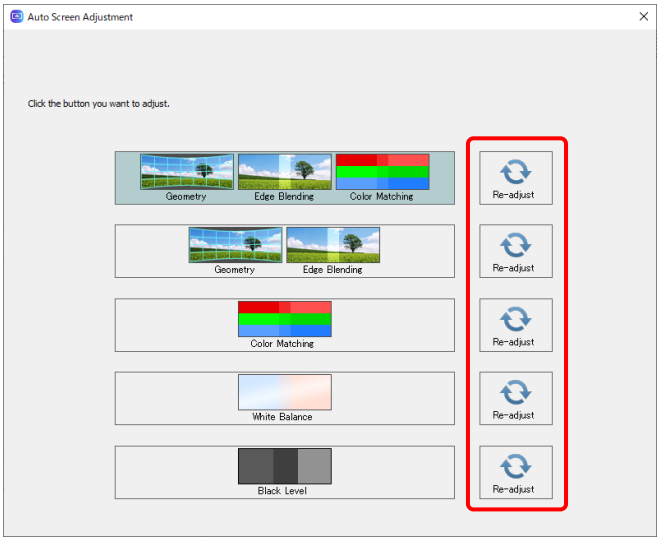 Auto Screen Adjustment
Click the button you want to adjust.
Geometry Edge Blending Color Matching
Re-adjust
Geometry Edge Blending
Re-adjust
Color Matching
Re-adjust
White Balance
Re-adjust
Black Level
Re-adjust